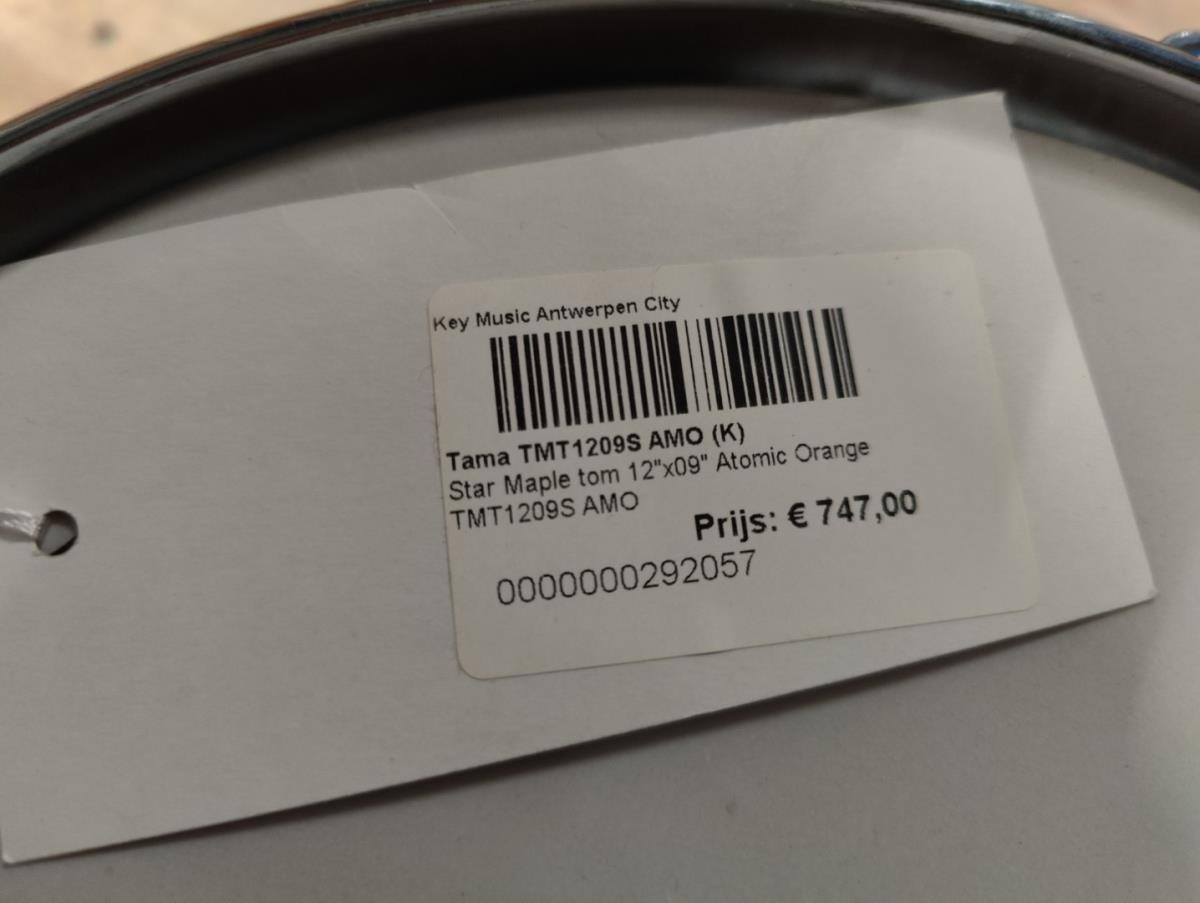 Key Music Antwerpen City
Tama TMT1209S AMO (K)
Star Maple tom 12"x09" Atomic Orange
TMT1209S AMO
Prijs: € 747,00
0000000292057